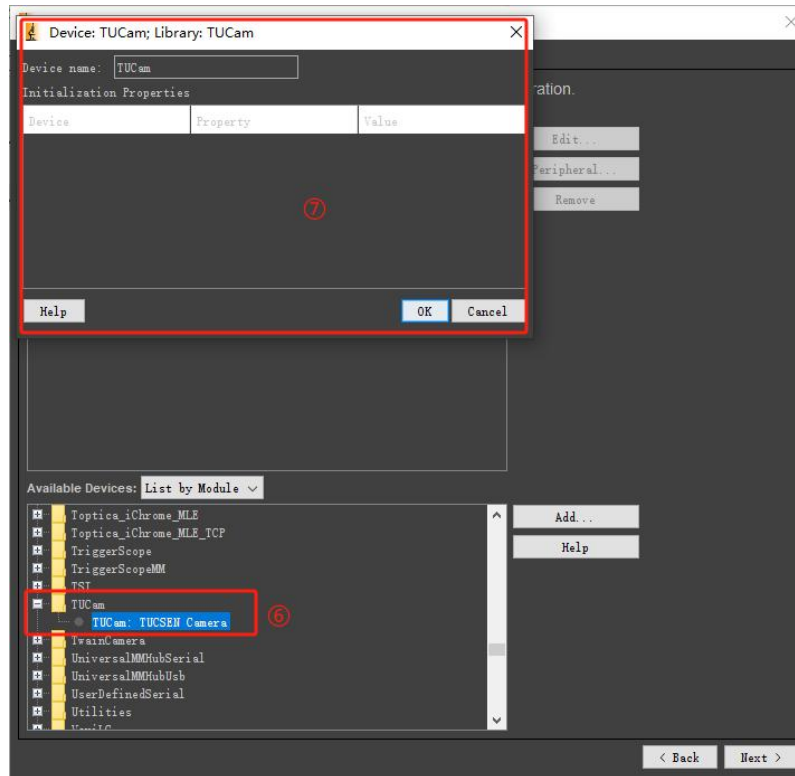 Device: TUCam; Library: TUCam
Device name: TUCam
Initialization Properties
Device Property Value
⑦
Help OK Cancel
ration.
Edit...
Peripheral...
Remove
Available Devices: List by Module
Toptica_iChrome_MLE
Toptica_iChrome_MLE_TCP
TriggerScope
TriggerScopeMM
TSI
TUCam
TUCam: TUCSEN Camera
⑥
TwainCamera
UniversalMMHubSerial
UniversalMMHubUsb
UserDefinedSerial
Utilities
Add...
Help
< Back Next >